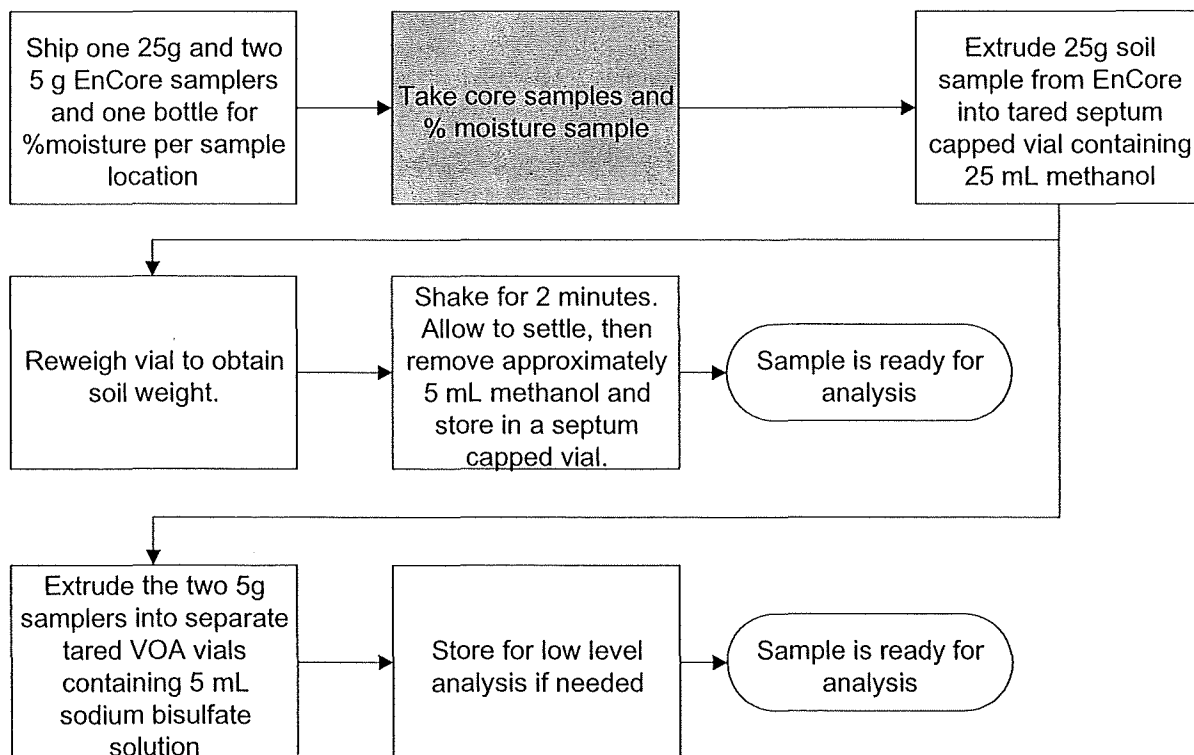 Ship one 25g and two
5 g EnCore samplers
and one bottle for
%moisture per sample
location
Take core samples and
% moisture sample
Extrude 25g soil
sample from EnCore
into tared septum
capped vial containing
25 mL methanol
Reweigh vial to obtain
soil weight.
Shake for 2 minutes.
Allow to settle, then
remove approximately
5 mL methanol and
store in a septum
capped vial.
Sample is ready for
analysis
Extrude the two 5g
samplers into separate
tared VOA vials
containing 5 mL
sodium bisulfate
solution
Store for low level
analysis if needed
Sample is ready for
analysis